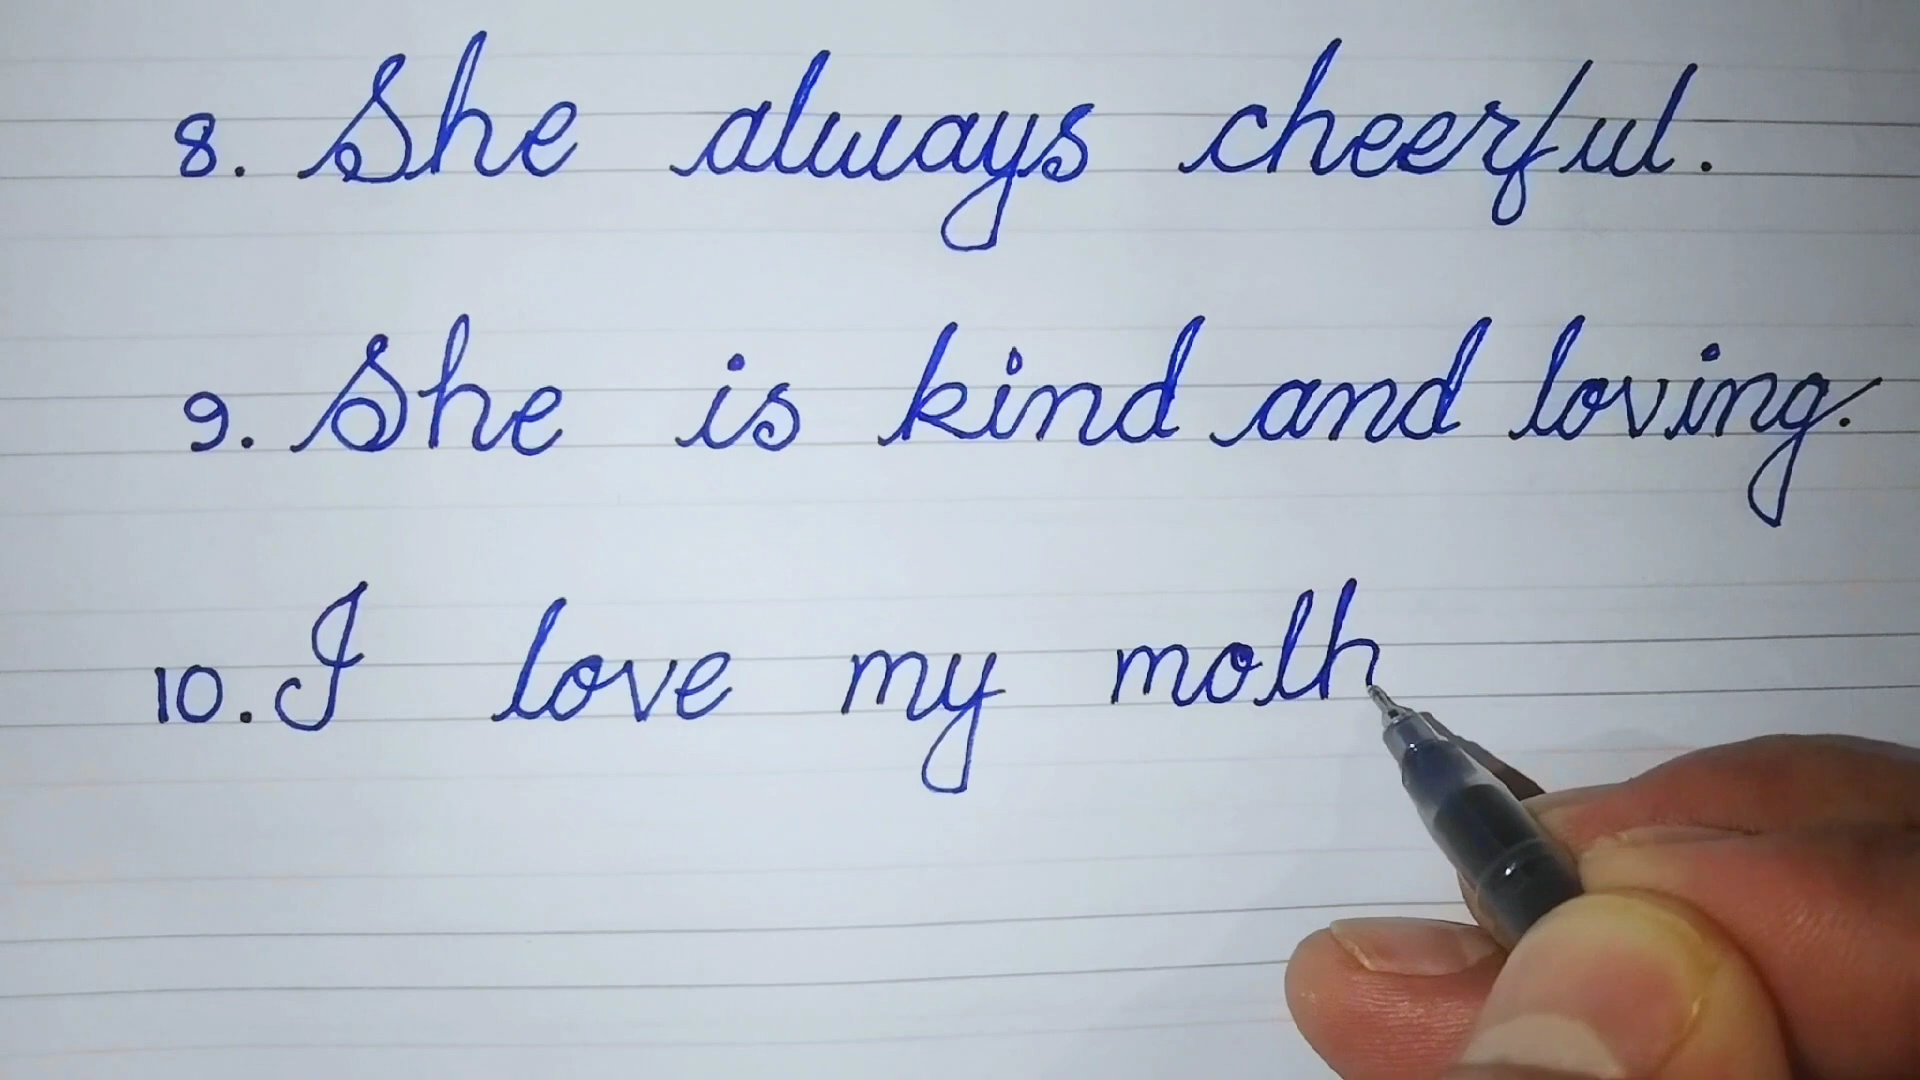 8. She always cheerful.
9. She is kind and loving.
10. I love my moth